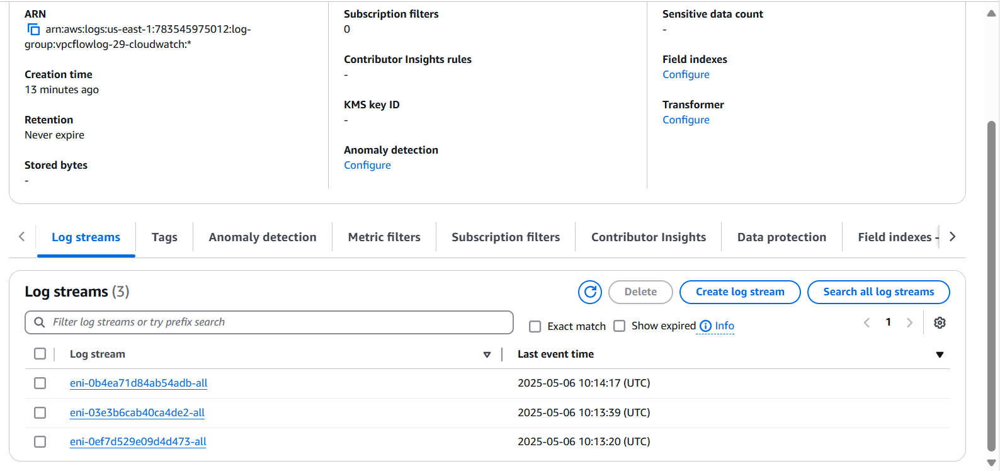 ARN
arn:aws:logs:us-east-1:783545975012:log-
group:vpcflowlog-29-cloudwatch:*
Creation time
13 minutes ago
Retention
Never expire
Stored bytes
-
Subscription filters
0
Contributor Insights rules
-
KMS key ID
-
Anomaly detection
Configure
Sensitive data count
-
Field indexes
Configure
Transformer
Configure
Log streams Tags Anomaly detection Metric filters Subscription filters Contributor Insights Data protection Field indexes -
Log streams (3) Delete Create log stream Search all log streams
Filter log streams or try prefix search Exact match Show expired Info 1
Log stream Last event time
eni-0b4ea71d84ab54adb-all 2025-05-06 10:14:17 (UTC)
eni-03e3b6cab40ca4de2-all 2025-05-06 10:13:39 (UTC)
eni-0ef7d529e09d4d473-all 2025-05-06 10:13:20 (UTC)